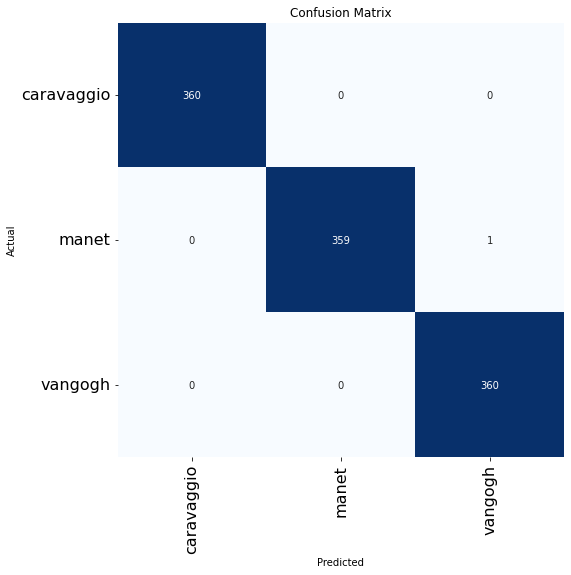 Confusion Matrix
caravaggio
360 0 0
manet
0 359 1
vangogh
0 0 360
Actual
caravaggio
manet
vangogh
Predicted